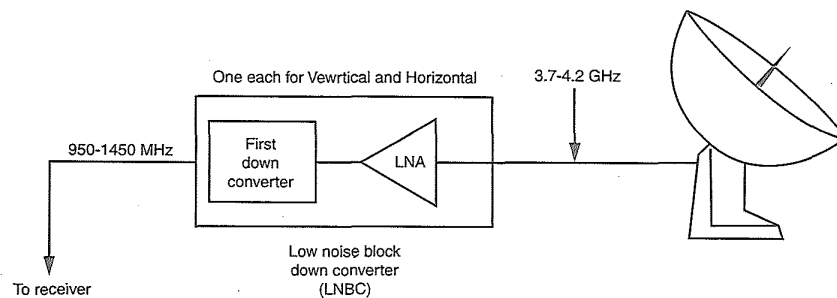 One each for Vewrtical and Horizontal
3.7-4.2 GHz
950-1450 MHz
First
down
converter
LNA
Low noise block
down converter
(LNBC)
To receiver